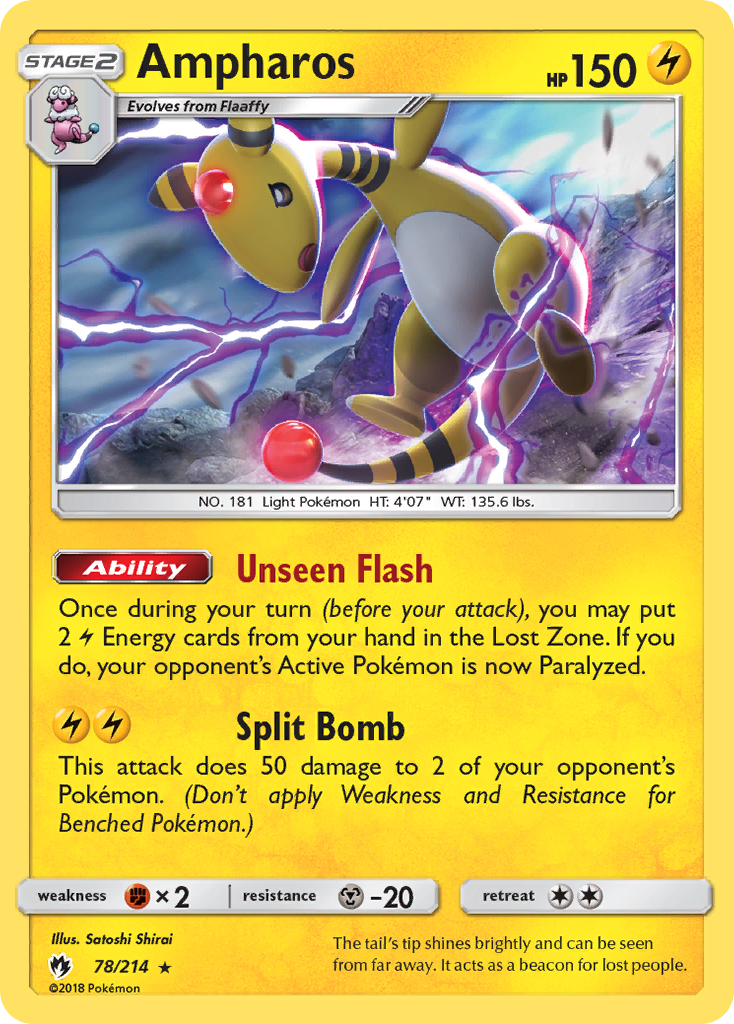 STAGE2
Ampharos
HP 150
Evolves from Flaaffy
NO. 181 Light Pokémon HT: 4'07" WT: 135.6 lbs.
Ability Unseen Flash
Once during your turn (before your attack), you may put
2 Energy cards from your hand in the Lost Zone. If you
do, your opponent's Active Pokémon is now Paralyzed.
Split Bomb
This attack does 50 damage to 2 of your opponent's
Pokémon. (Don't apply Weakness and Resistance for
Benched Pokémon.)
weakness × 2 resistance –20 retreat
Illus. Satoshi Shirai
78/214 ★
©2018 Pokémon
The tail's tip shines brightly and can be seen
from far away. It acts as a beacon for lost people.